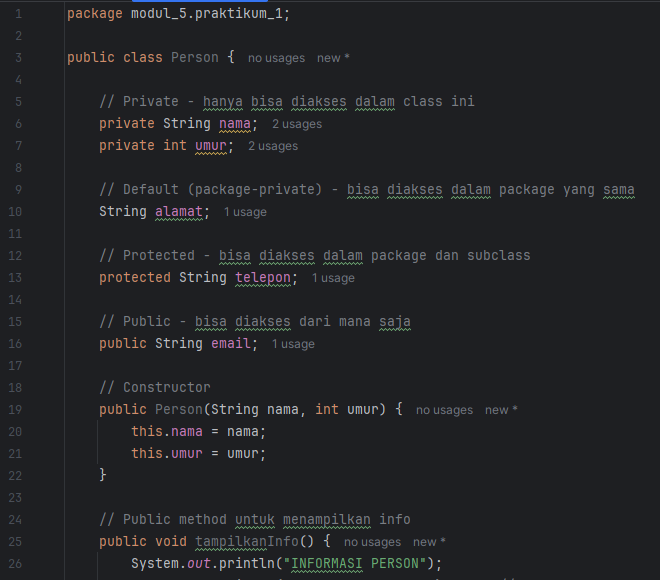 1 package modul_5.praktikum_1;
2
3 public class Person { no usages new *
4
5 // Private - hanya bisa diakses dalam class ini
6 private String nama; 2 usages
7 private int umur; 2 usages
8
9 // Default (package-private) - bisa diakses dalam package yang sama
10 String alamat; 1 usage
11
12 // Protected - bisa diakses dalam package dan subclass
13 protected String telepon; 1 usage
14
15 // Public - bisa diakses dari mana saja
16 public String email; 1 usage
17
18 // Constructor
19 public Person(String nama, int umur) { no usages new *
20 this.nama = nama;
21 this.umur = umur;
22 }
23
24 // Public method untuk menampilkan info
25 public void tampilkanInfo() { no usages new *
26 System.out.println("INFORMASI PERSON");